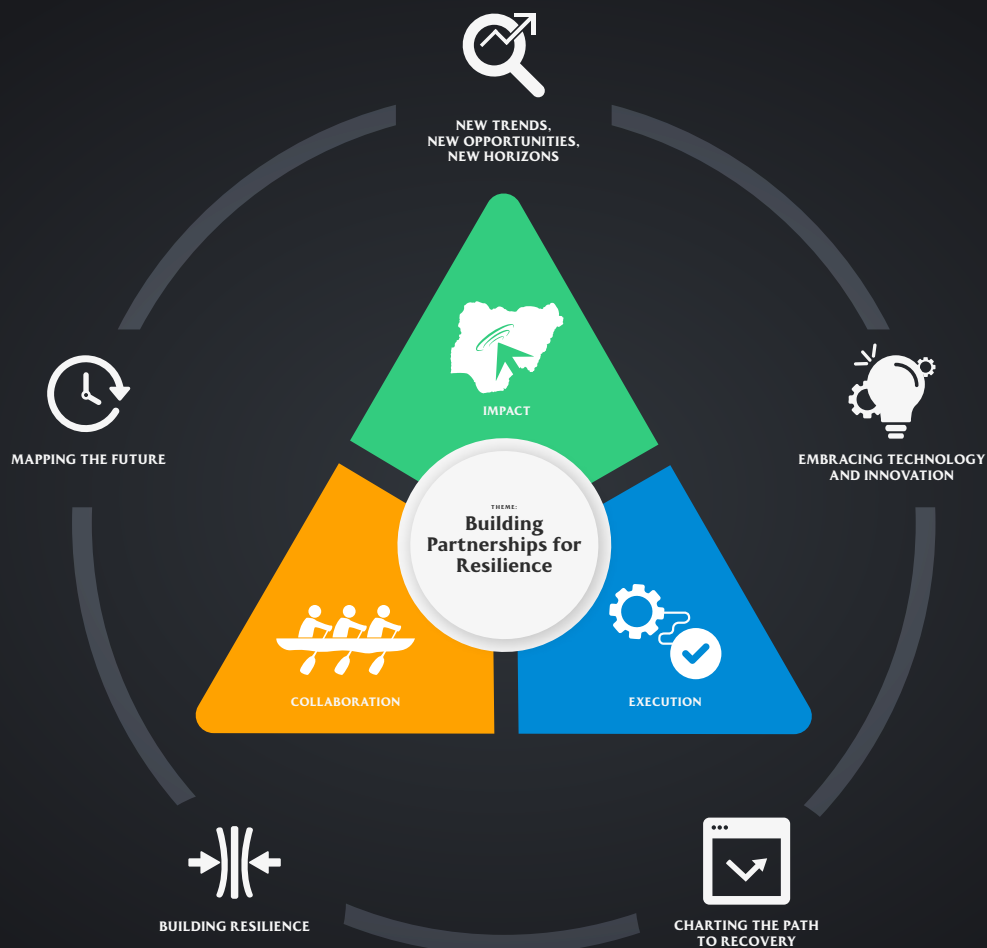 NEW TRENDS,
NEW OPPORTUNITIES,
NEW HORIZONS
IMPACT
MAPPING THE FUTURE
EMBRACING TECHNOLOGY
AND INNOVATION
THEME:
Building
Partnerships for
Resilience
COLLABORATION
EXECUTION
BUILDING RESILIENCE
CHARTING THE PATH
TO RECOVERY